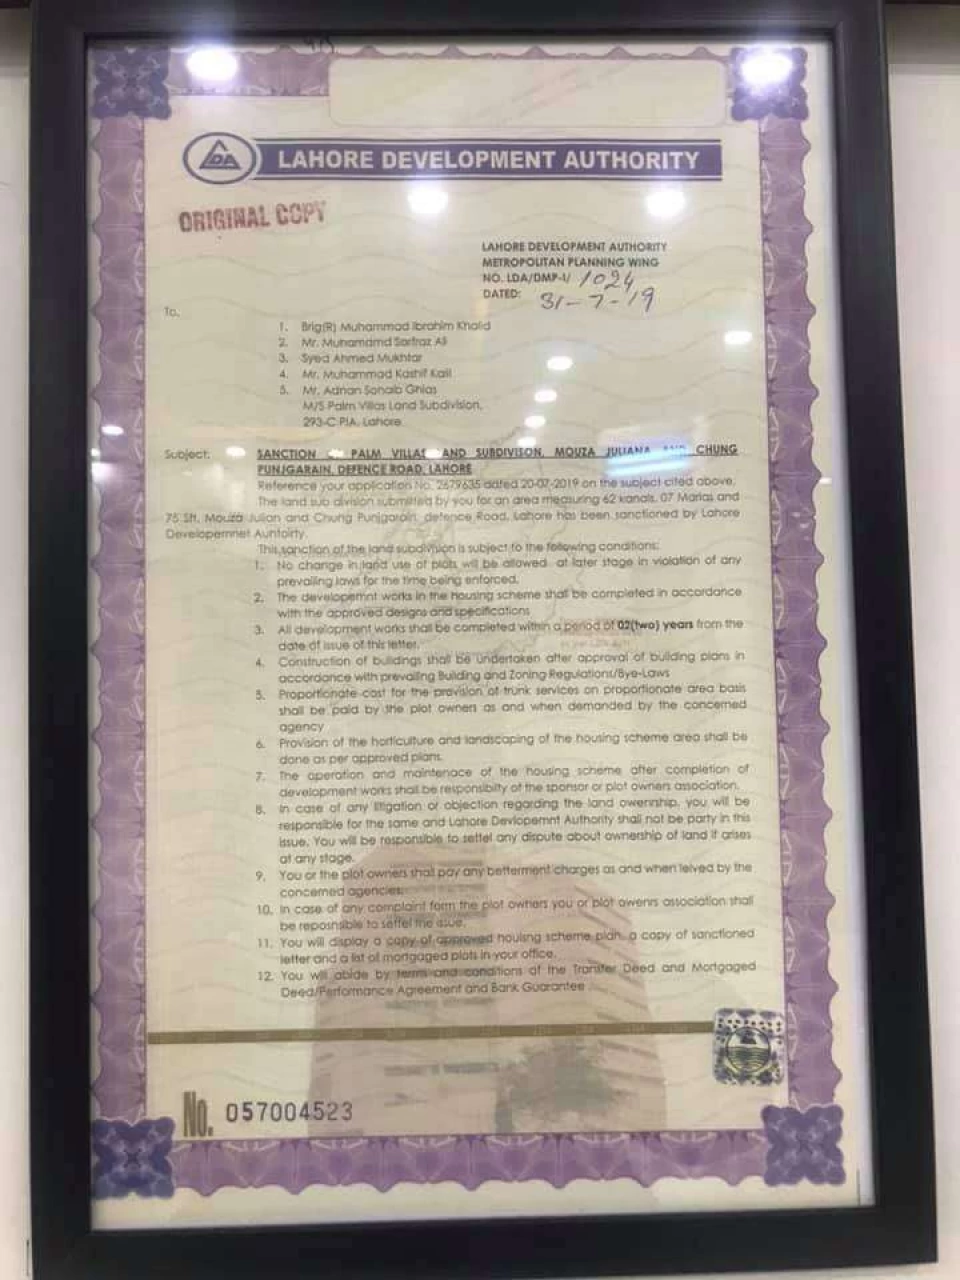 LDA LAHORE DEVELOPMENT AUTHORITY
ORIGINAL COPY
LAHORE DEVELOPMENT AUTHORITY
METROPOLITAN PLANNING WING
NO. LDA/DMP-I/ 1024
DATED: 31-7-19
To,
1. Brig(R) Muhammad Ibrahim Khalid
2. Mr. Muhamamd Sarfraz Ali
3. Syed Ahmed Mukhtar
4. Mr. Muhammad Kashif Kalil
5. Mr. Adnan Sohaib Ghias
M/S Palm Villas Land Subdivision,
293-C PIA, Lahore
Subject: SANCTION PALM VILLAS AND SUBDIVISON, MOUZA JULIANA AND CHUNG
PUNJGARAIN, DEFENCE ROAD, LAHORE
Reference your application No. 2679635 dated 20-07-2019 on the subject cited above.
The land sub division submitted by you for an area measuring 62 kanals, 07 Marlas and
75 Sft, Mouza Julian and Chung Punjgarain, defence Road, Lahore has been sanctioned by Lahore
Developemnet Auntoirty.
This sanction of the land subdivision is subject to the following conditions:
1. No change in land use of plots will be allowed at later stage in violation of any
prevailing laws for the time being enforced.
2. The developemnt works in the housing scheme shall be completed in accordance
with the approved designs and specifications
3. All development works shall be completed within a period of 02(two) years from the
date of issue of this letter.
4. Construction of buildings shall be undertaken after approval of building plans in
accordance with prevailing Building and Zoning Regulations/Bye-Laws
5. Proportionate cost for the provision of trunk services on proportionate area basis
shall be paid by the plot owners as and when demanded by the concerned
agency
6. Provision of the horticulture and landscaping of the housing scheme area shall be
done as per approved plans.
7. The operation and maintenace of the housing scheme after completion of
development works shall be responsibilty of the sponsor or plot owners association.
8. In case of any litigation or objection regarding the land owenrship, you will be
responsible for the same and Lahore Devlopemnt Authority shall not be party in this
issue. You will be responsible to settel any dispute about ownership of land if arises
at any stage.
9. You or the plot owners shall pay any betterment charges as and when leived by the
concerned agencies.
10. In case of any complaint form the plot owners you or plot owenrs association shall
be reposnsible to settel the issue.
11. You will display a copy of approved housing scheme plan, a copy of sanctioned
letter and a list of mortgaged plots in your office.
12. You will abide by terms and conditions of the Transfer Deed and Mortgaged
Deed/Performance Agreement and Bank Guarantee
No. 057004523